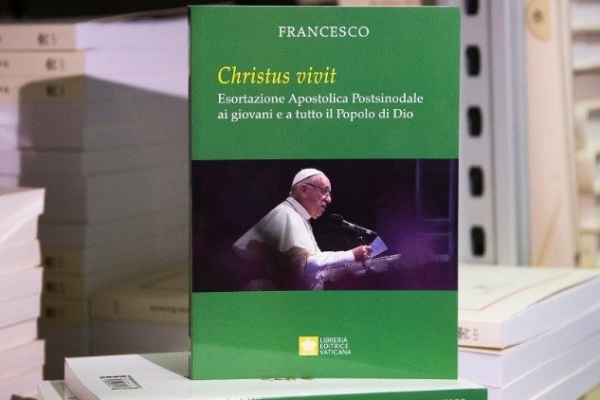 FRANCESCO
Christus vivit
Esortazione Apostolica Postsinodale
ai giovani e a tutto il Popolo di Dio
LIBRERIA
EDITRICE
VATICANA